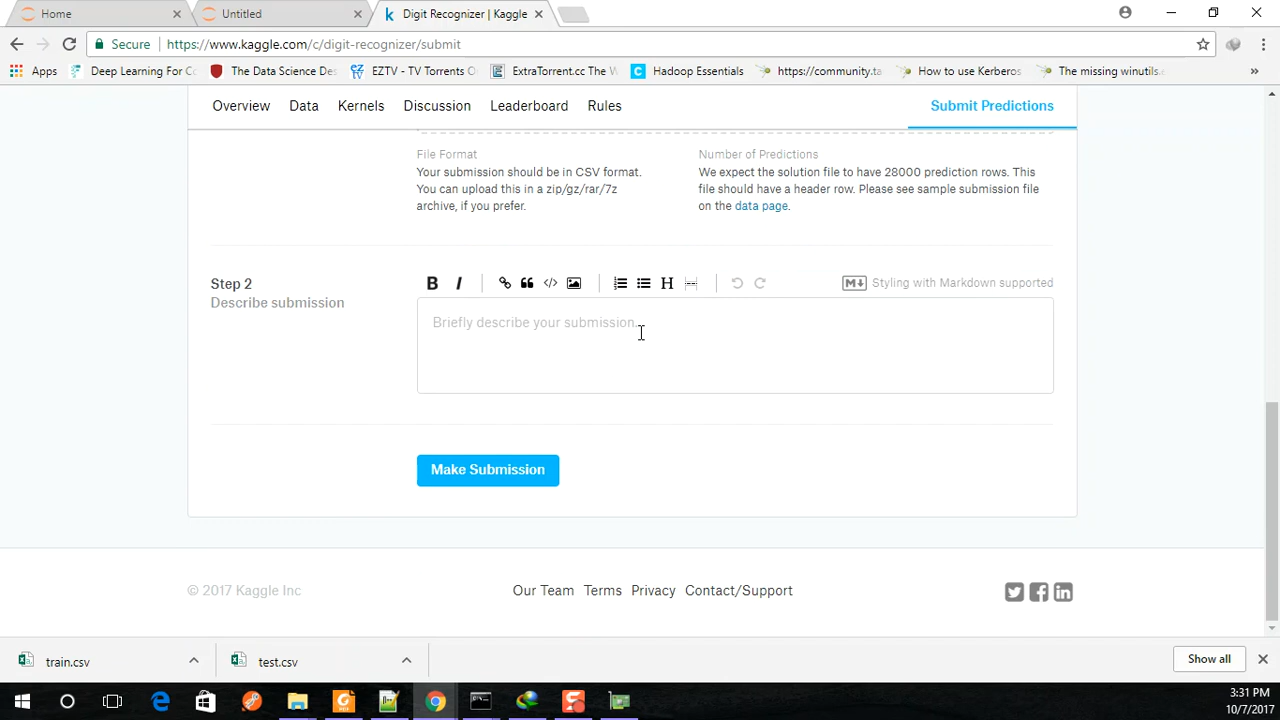 Home
Untitled
Digit Recognizer | Kaggle
Secure
https://www.kaggle.com/c/digit-recognizer/submit
Apps
Deep Learning For Co
The Data Science Des
EZTV - TV Torrents O
ExtraTorrent.cc The W
Hadoop Essentials
https://community.ta
How to use Kerberos
The missing winutils.
Overview
Data
Kernels
Discussion
Leaderboard
Rules
Submit Predictions
File Format
Your submission should be in CSV format.
You can upload this in a zip/gz/rar/7z
archive, if you prefer.
Number of Predictions
We expect the solution file to have 28000 prediction rows. This
file should have a header row. Please see sample submission file
on the data page.
Step 2
Describe submission
B I
H
M
Styling with Markdown supported
Briefly describe your submission.
Make Submission
© 2017 Kaggle Inc
Our Team
Terms
Privacy
Contact/Support
train.csv
test.csv
Show all
3:31 PM
10/7/2017